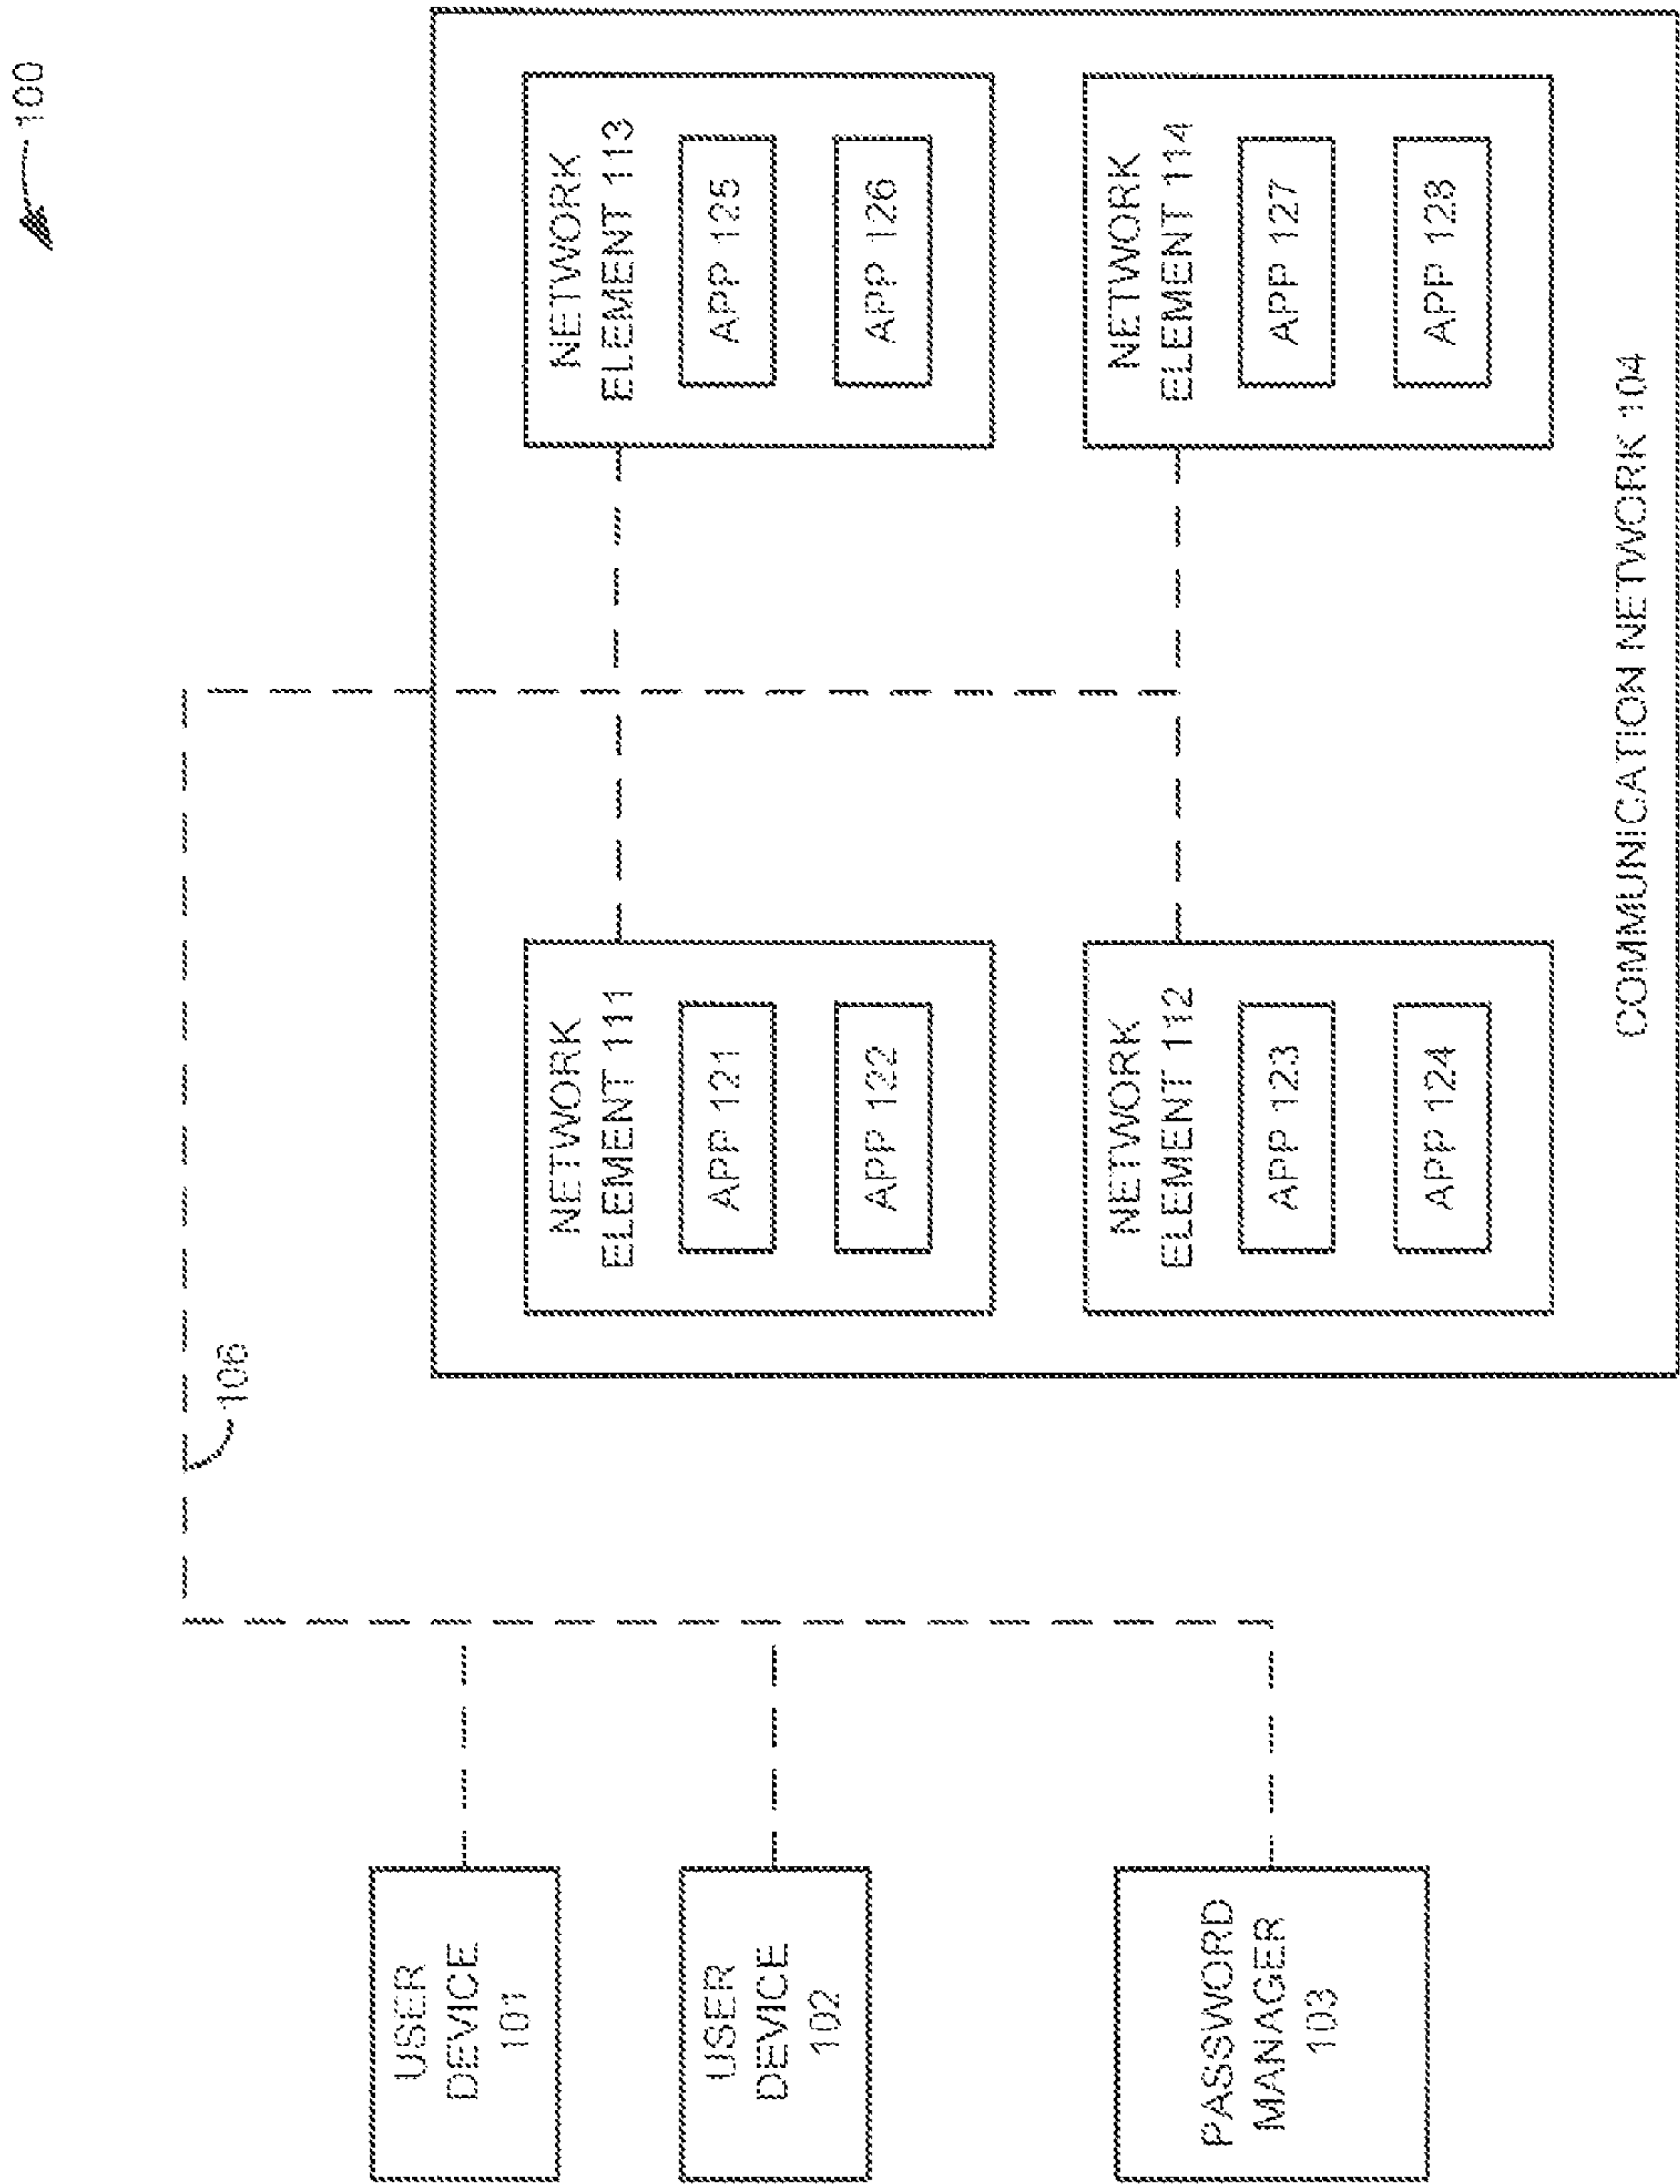 100
106
USER
DEVICE
101
USER
DEVICE
102
PASSWORD
MANAGER
103
NETWORK
ELEMENT 111
APP 121
APP 122
NETWORK
ELEMENT 112
APP 123
APP 124
NETWORK
ELEMENT 113
APP 125
APP 126
NETWORK
ELEMENT 114
APP 127
APP 128
COMMUNICATION NETWORK 104